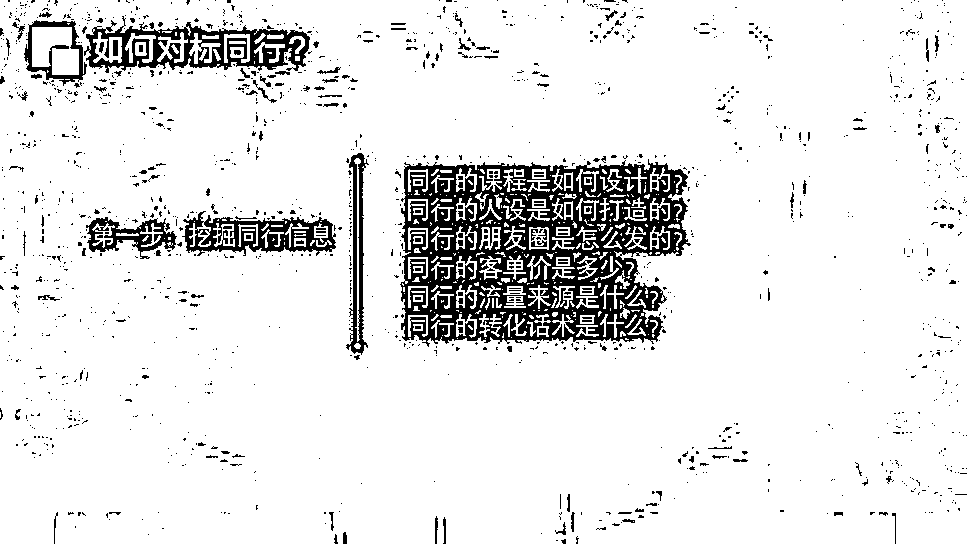 如何对标同行?
第一步：挖掘同行信息
同行的课程是如何设计的?
同行的人设是如何打造的?
同行的朋友圈是怎么发的?
同行的客单价是多少?
同行的流量来源是什么?
同行的转化话术是什么?